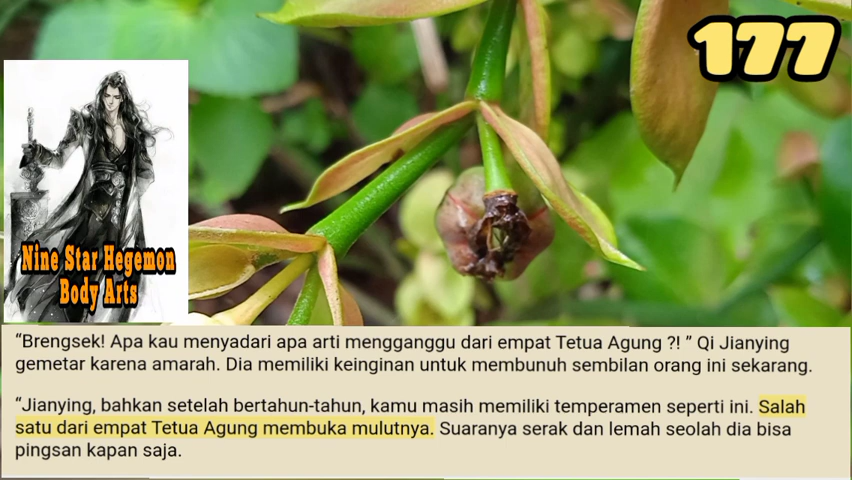 177
Nine Star Hegemon
Body Arts
“Brengsek! Apa kau menyadari apa arti mengganggu dari empat Tetua Agung ?! ” Qi Jianying
gemetar karena amarah. Dia memiliki keinginan untuk membunuh sembilan orang ini sekarang.
“Jianying, bahkan setelah bertahun-tahun, kamu masih memiliki temperamen seperti ini. Salah
satu dari empat Tetua Agung membuka mulutnya. Suaranya serak dan lemah seolah dia bisa
pingsan kapan saja.